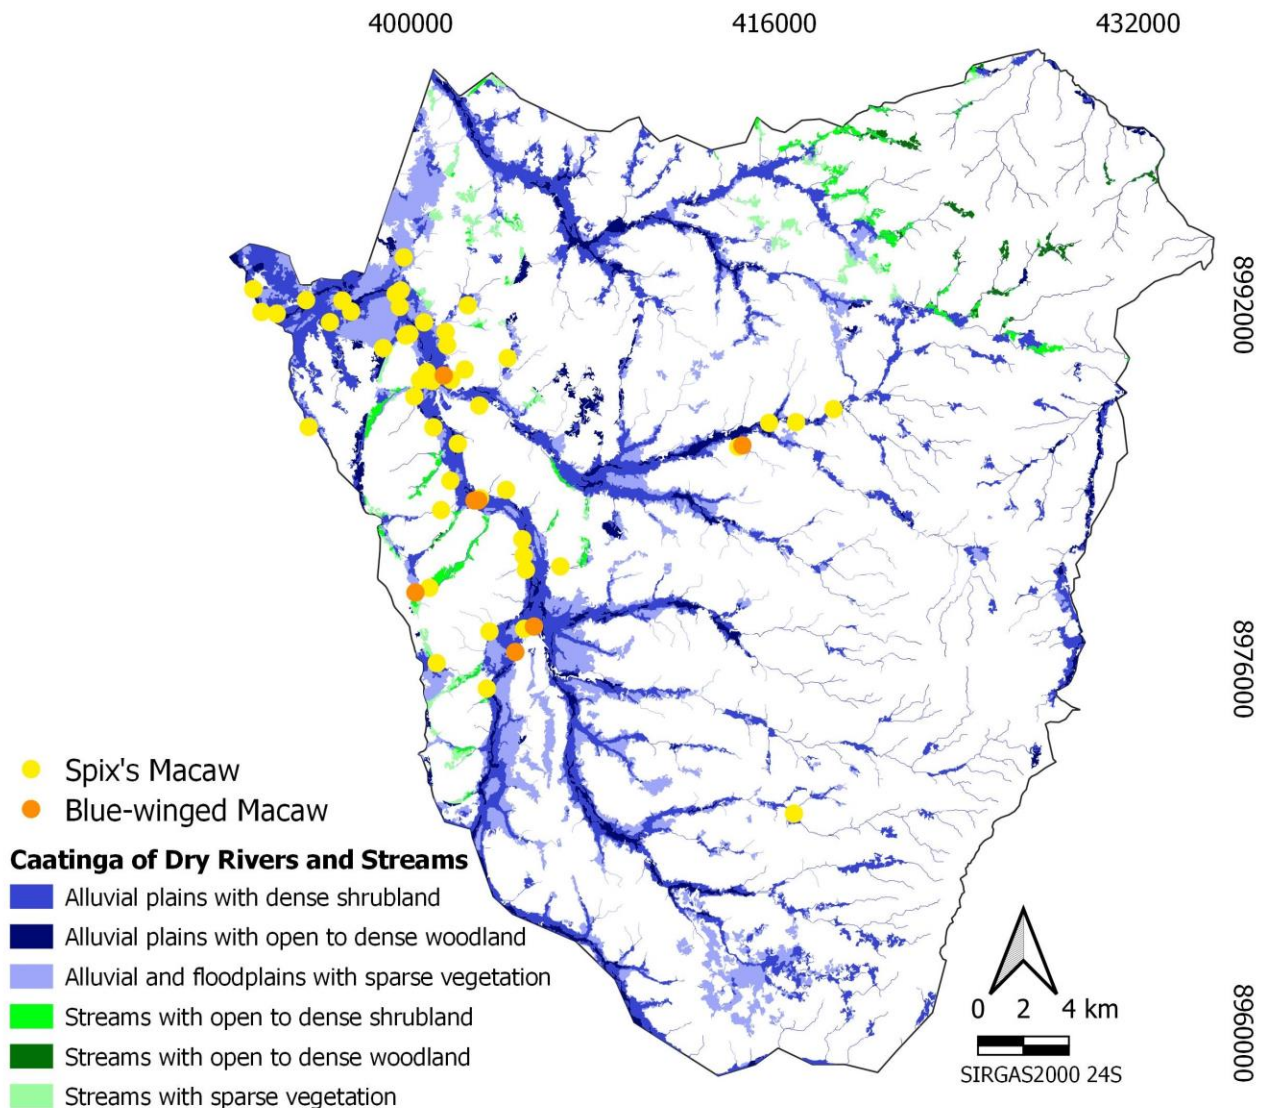 400000 416000 432000
8992000
8976000
8960000
Spix's Macaw
Blue-winged Macaw
Caatinga of Dry Rivers and Streams
Alluvial plains with dense shrubland
Alluvial plains with open to dense woodland
Alluvial and floodplains with sparse vegetation
Streams with open to dense shrubland
Streams with open to dense woodland
Streams with sparse vegetation
0 2 4 km
SIRGAS2000 24S